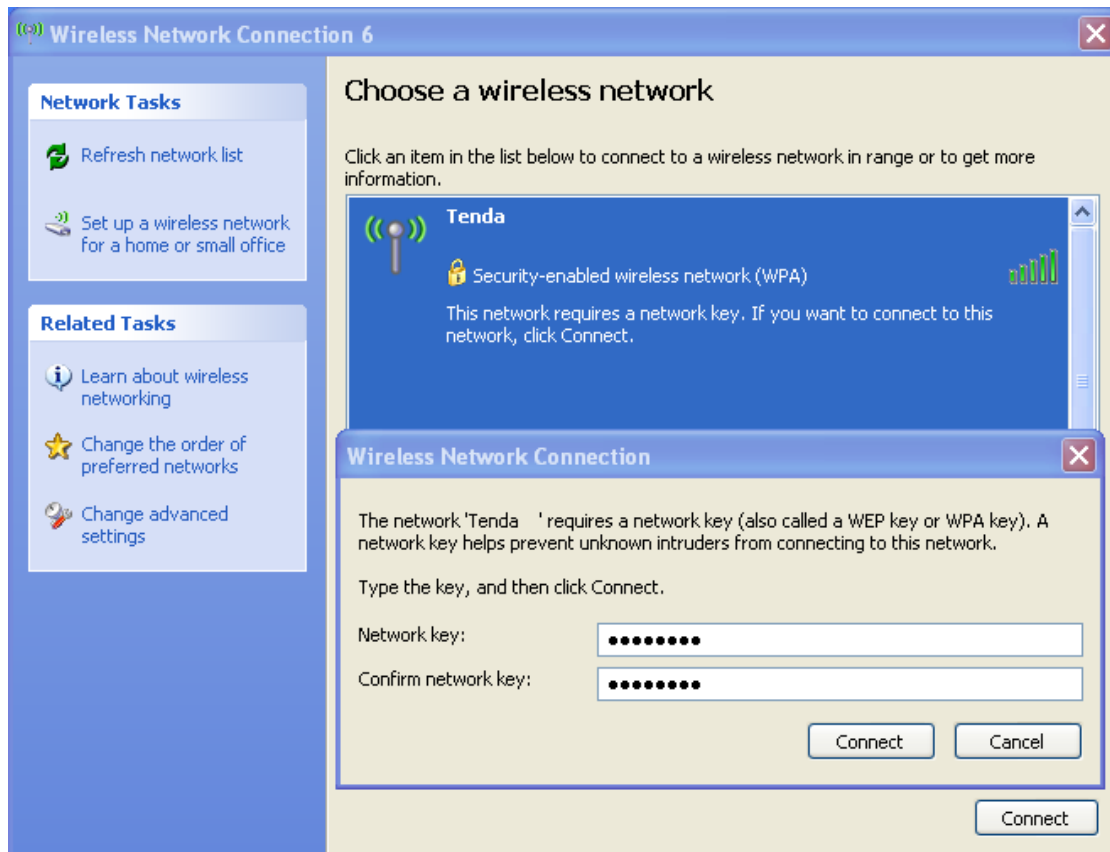 Wireless Network Connection 6
Network Tasks
Refresh network list
Set up a wireless network
for a home or small office
Related Tasks
Learn about wireless
networking
Change the order of
preferred networks
Change advanced
settings
Choose a wireless network
Click an item in the list below to connect to a wireless network in range or to get more
information.
Tenda
Security-enabled wireless network (WPA)
This network requires a network key. If you want to connect to this
network, click Connect.
Wireless Network Connection
The network 'Tenda   ' requires a network key (also called a WEP key or WPA key). A
network key helps prevent unknown intruders from connecting to this network.
Type the key, and then click Connect.
Network key: ••••••••
Confirm network key: ••••••••
Connect Cancel
Connect